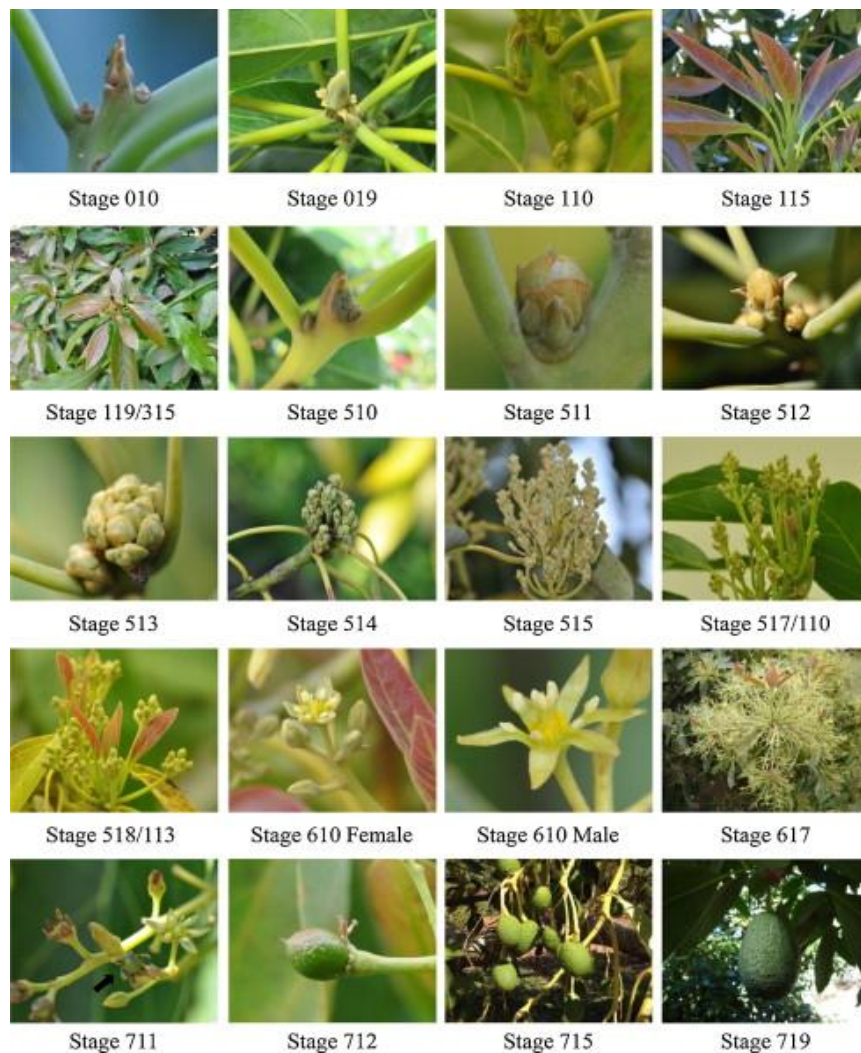 Stage 010 Stage 019 Stage 110 Stage 115
Stage 119/315 Stage 510 Stage 511 Stage 512
Stage 513 Stage 514 Stage 515 Stage 517/110
Stage 518/113 Stage 610 Female Stage 610 Male Stage 617
Stage 711 Stage 712 Stage 715 Stage 719